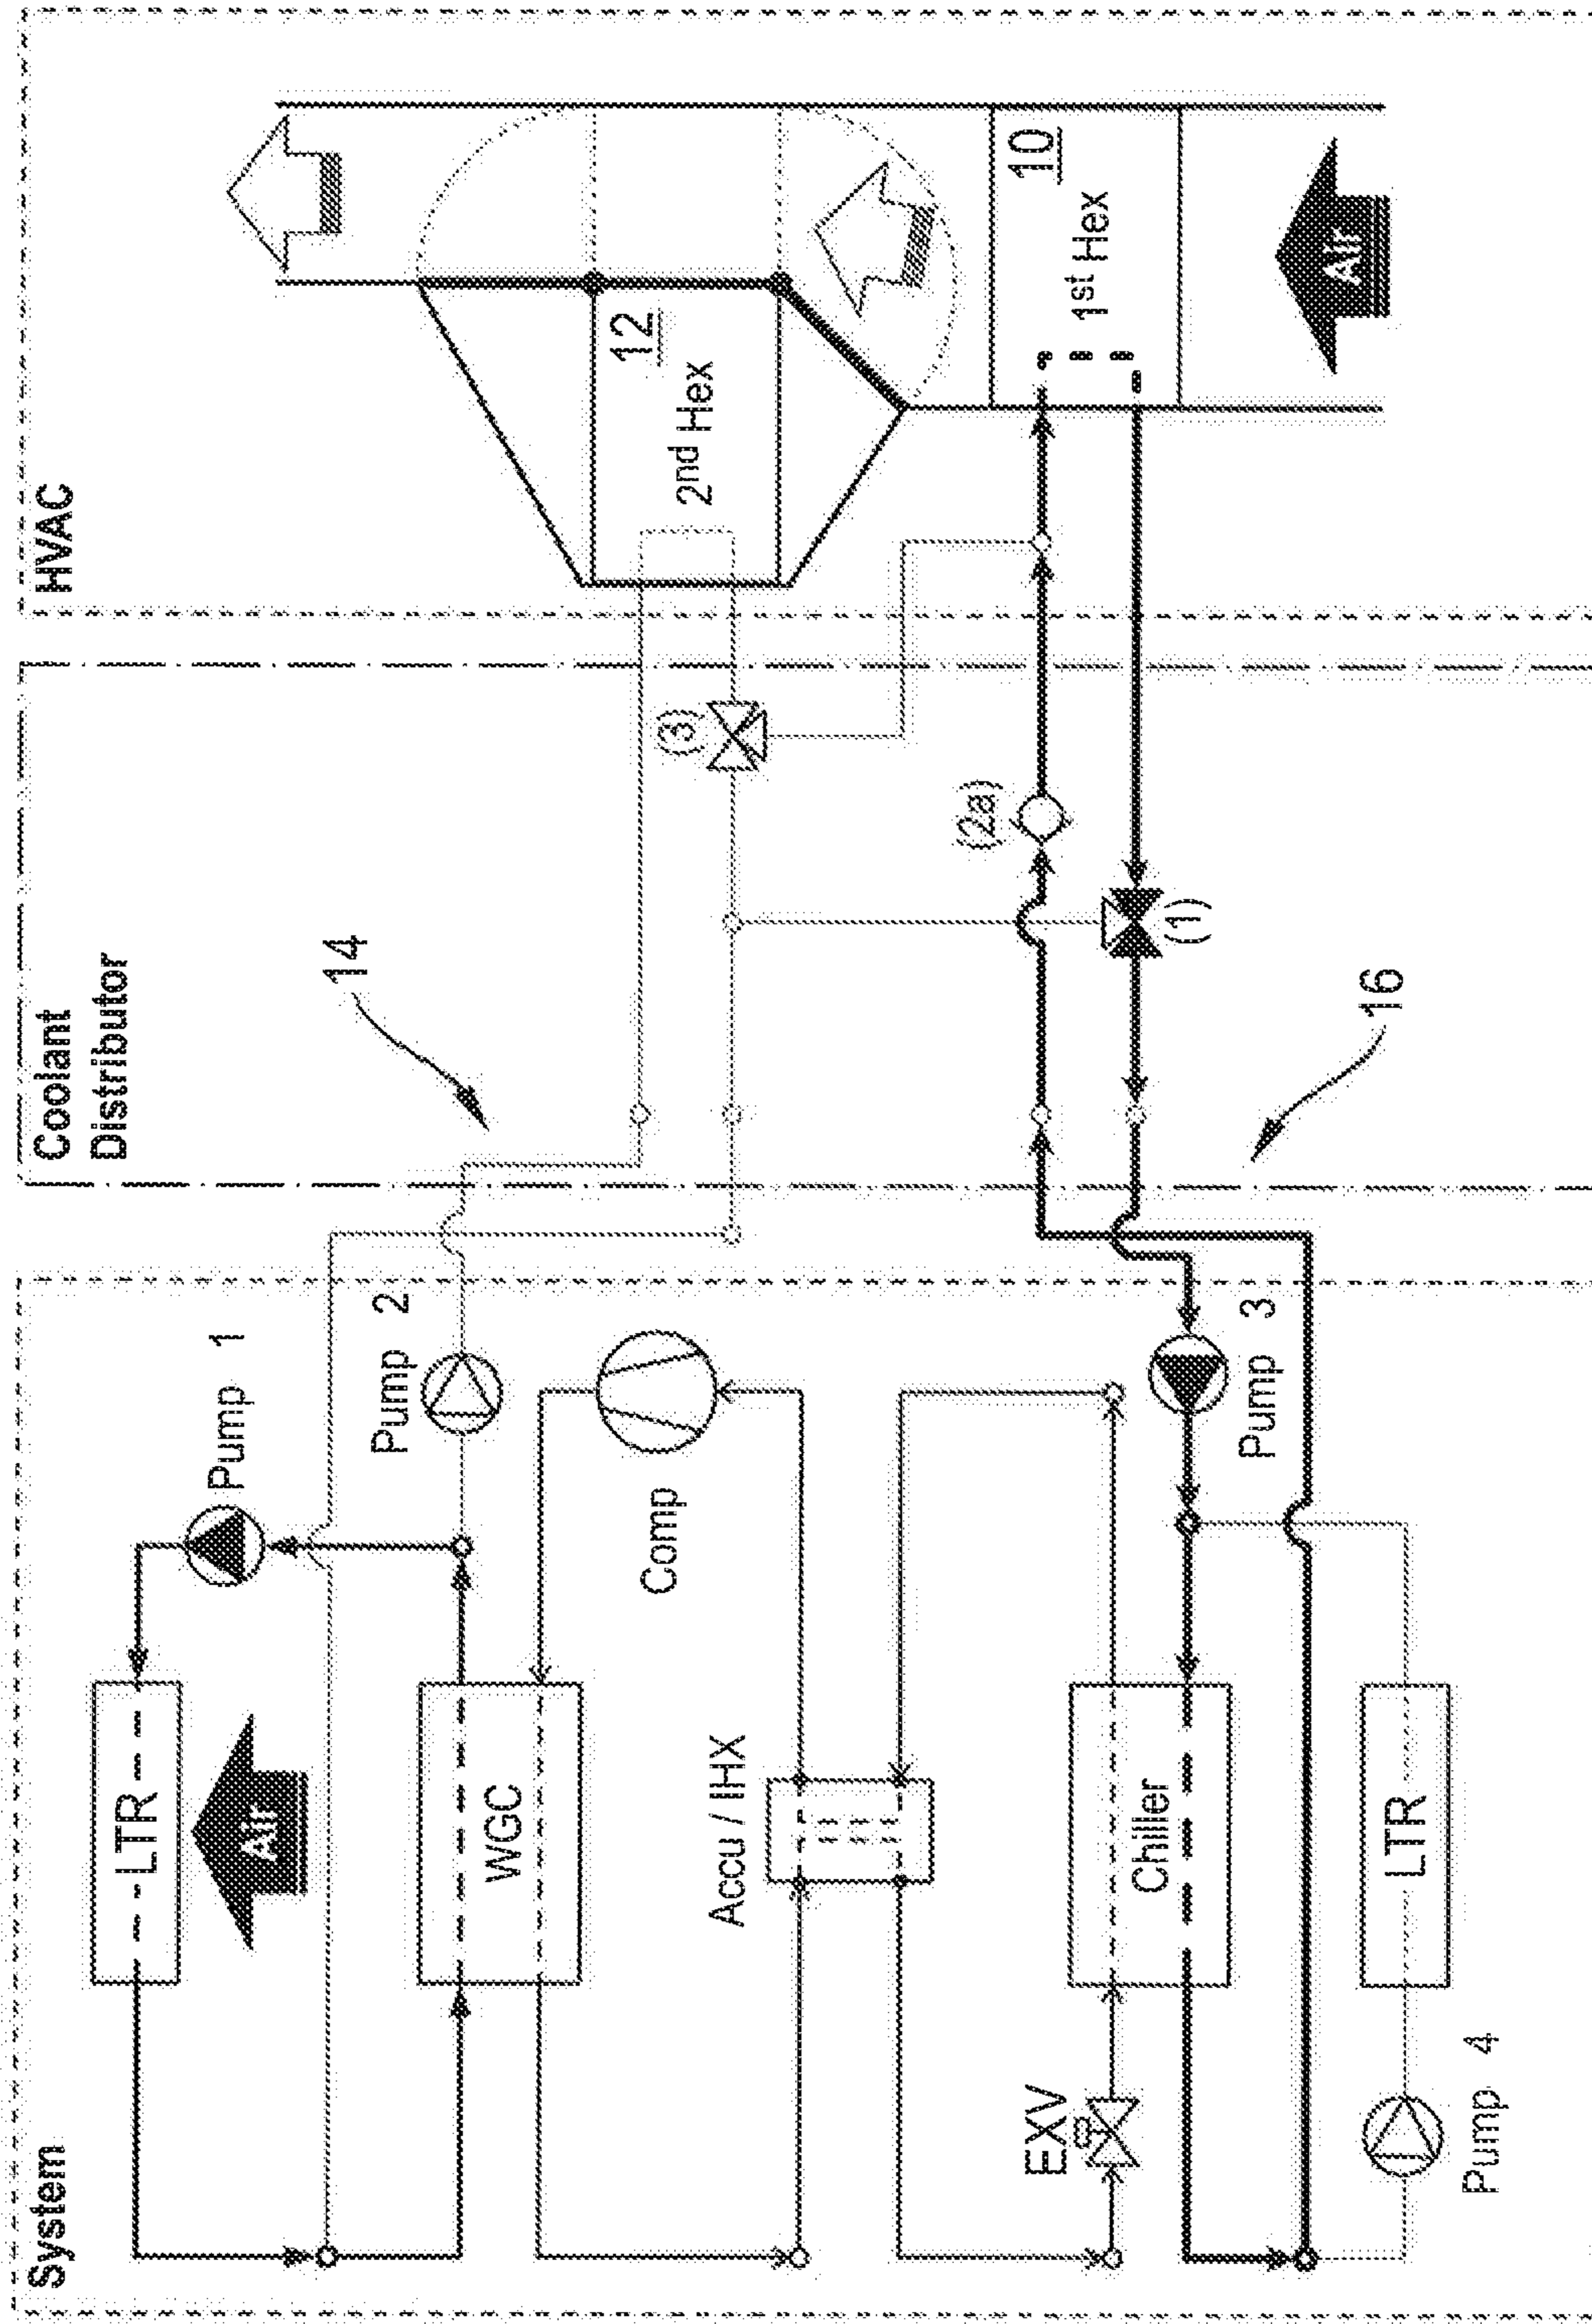 System
LTR
Air
Pump 1
Pump 2
WGC
Comp
Accu / IHX
EXV
Chiller
Pump 3
LTR
Pump 4
Coolant
Distributor
14
(3)
(2a)
(1)
16
HVAC
12
2nd Hex
10
1st Hex
Air